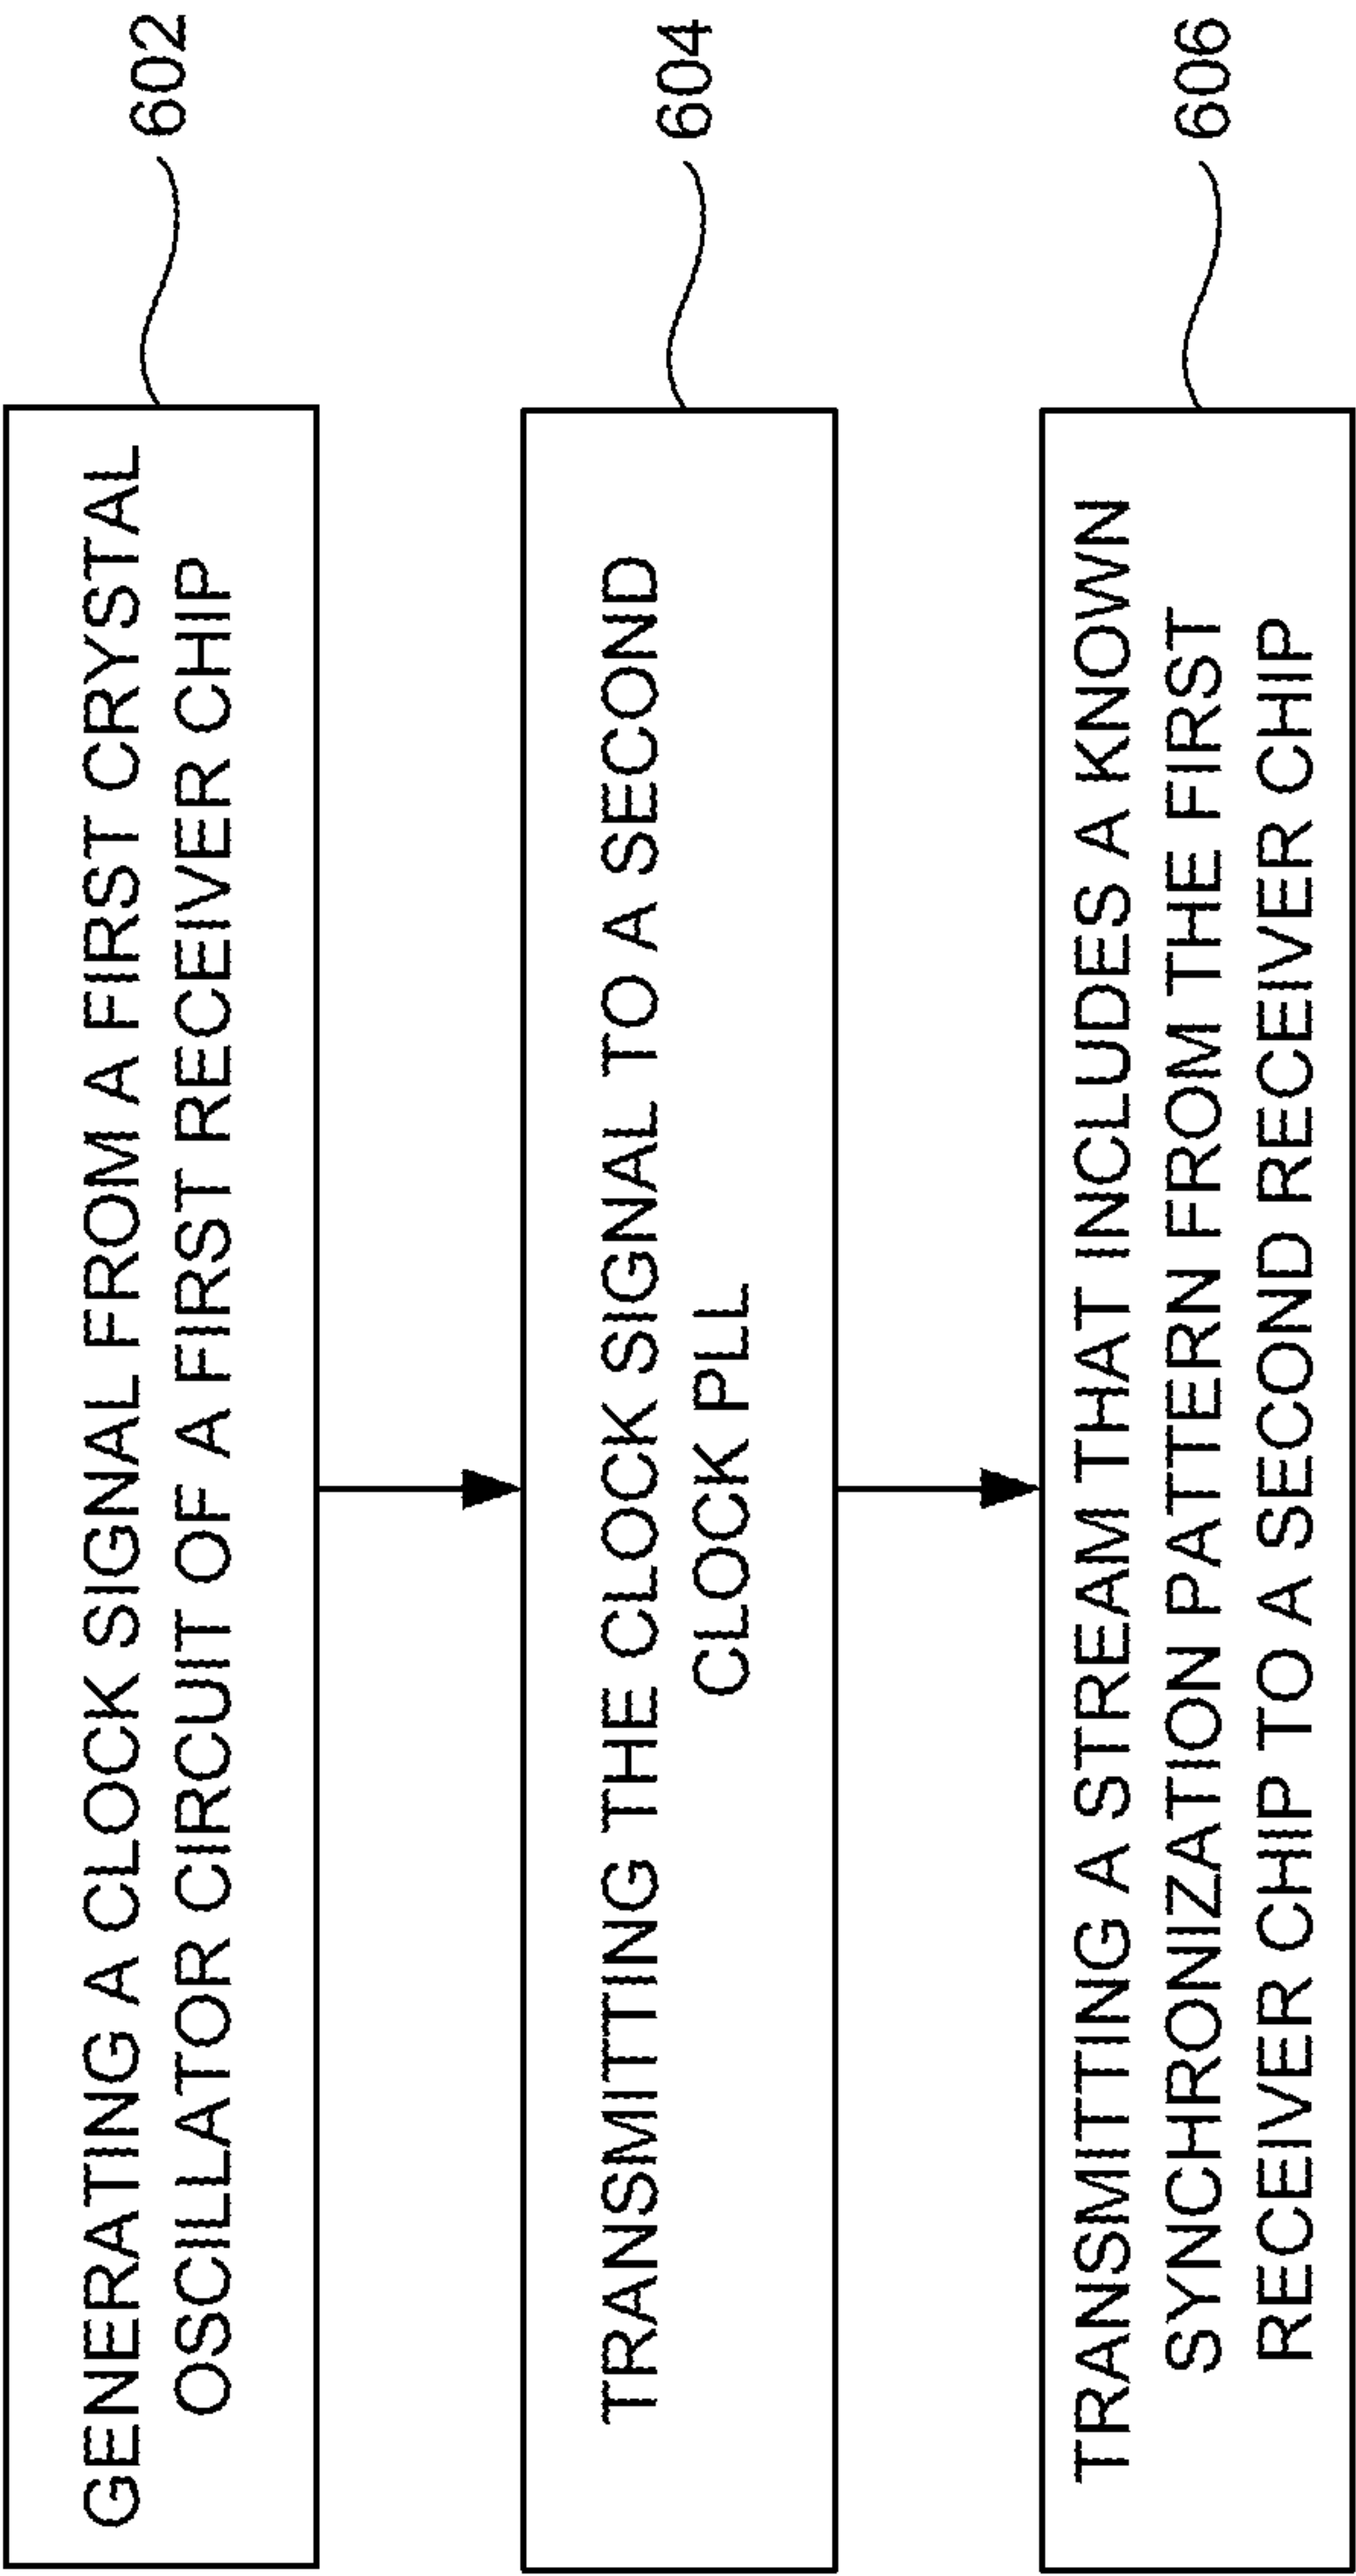 GENERATING A CLOCK SIGNAL FROM A FIRST CRYSTAL
OSCILLATOR CIRCUIT OF A FIRST RECEIVER CHIP
602
TRANSMITTING THE CLOCK SIGNAL TO A SECOND
CLOCK PLL
604
TRANSMITTING A STREAM THAT INCLUDES A KNOWN
SYNCHRONIZATION PATTERN FROM THE FIRST
RECEIVER CHIP TO A SECOND RECEIVER CHIP
606